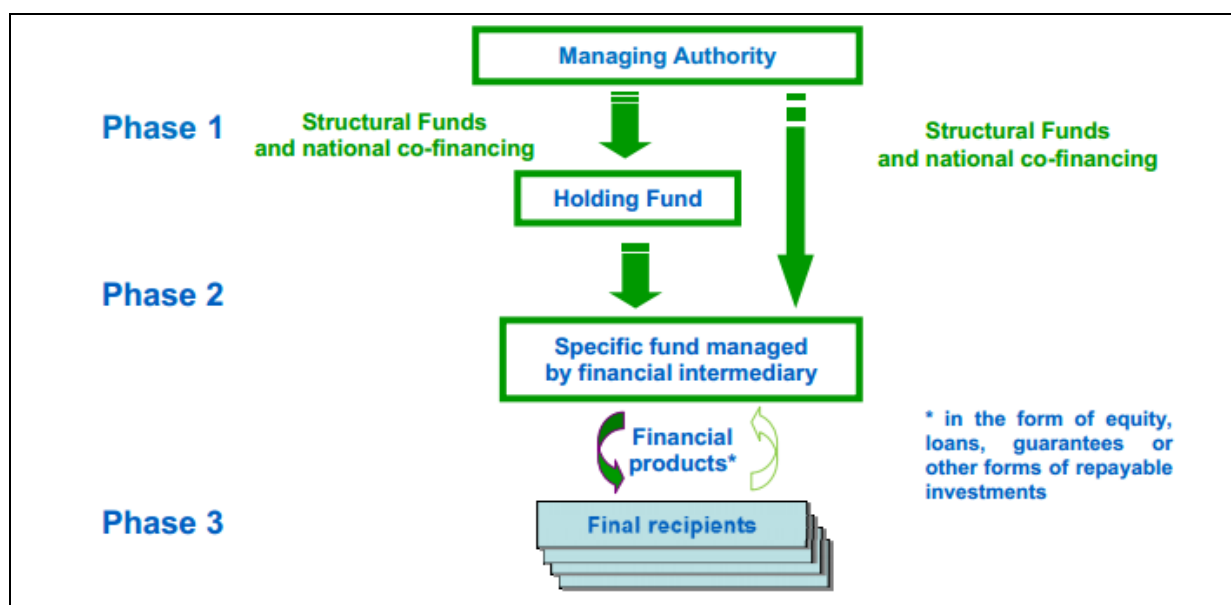 Managing Authority
Phase 1
Structural Funds
and national co-financing
Structural Funds
and national co-financing
Holding Fund
Phase 2
Specific fund managed
by financial intermediary
Financial
products*
* in the form of equity,
loans, guarantees or
other forms of repayable
investments
Phase 3
Final recipients